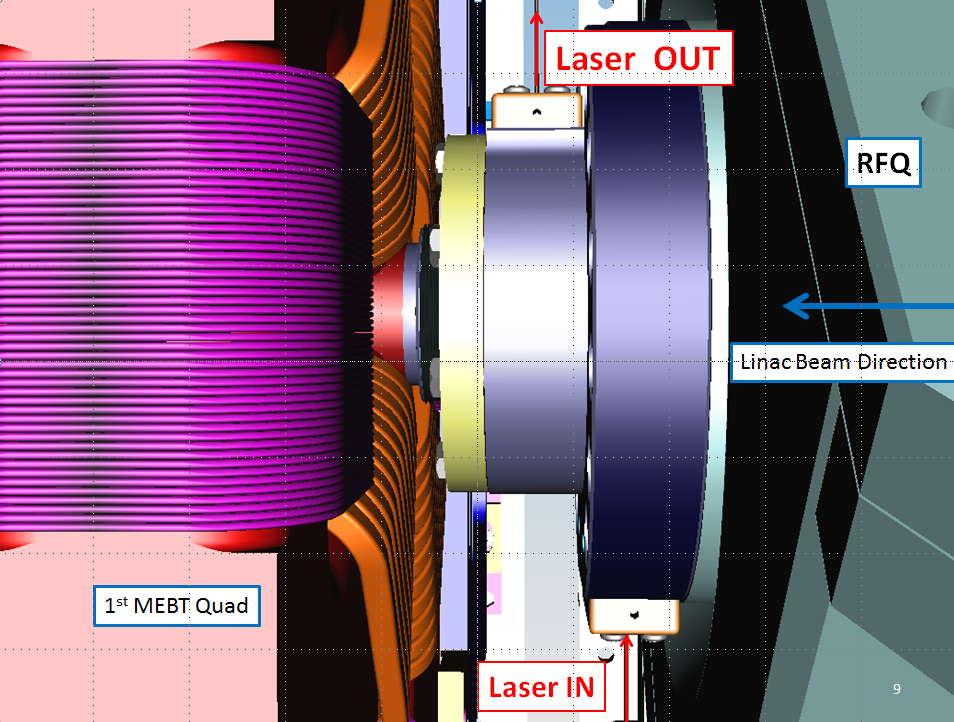 Laser OUT
RFQ
Linac Beam Direction
1st MEBT Quad
Laser IN
9